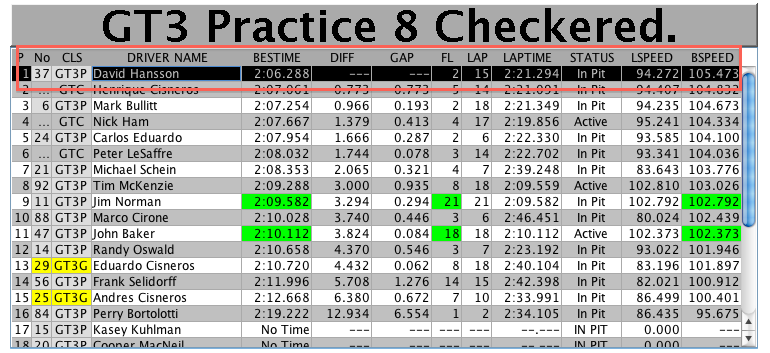 GT3 Practice 8 Checkered.
P No CLS DRIVER NAME BESTIME DIFF GAP FL LAP LAPTIME STATUS LSPEED BSPEED
1 37 GT3P David Hansson 2:06.288 --- --- 2 15 2:21.294 In Pit 94.272 105.473
2 ... GTC Henrique Cisneros 2:07.061 0.773 0.773 5 14 2:21.091 In Pit 94.407 104.832
3 6 GT3P Mark Bullitt 2:07.254 0.966 0.193 2 18 2:21.349 In Pit 94.235 104.673
4 ... GTC Nick Ham 2:07.667 1.379 0.413 4 17 2:19.856 Active 95.241 104.334
5 24 GT3P Carlos Eduardo 2:07.954 1.666 0.287 2 6 2:22.330 In Pit 93.585 104.100
6 ... GTC Peter LeSaffre 2:08.032 1.744 0.078 3 14 2:22.702 In Pit 93.341 104.036
7 21 GT3P Michael Schein 2:08.353 2.065 0.321 4 7 2:39.248 In Pit 83.643 103.776
8 92 GT3P Tim McKenzie 2:09.288 3.000 0.935 8 18 2:09.559 Active 102.810 103.026
9 11 GT3P Jim Norman 2:09.582 3.294 0.294 21 21 2:09.582 In Pit 102.792 102.792
10 88 GT3P Marco Cirone 2:10.028 3.740 0.446 3 6 2:46.451 In Pit 80.024 102.439
11 47 GT3P John Baker 2:10.112 3.824 0.084 18 18 2:10.112 Active 102.373 102.373
12 14 GT3P Randy Oswald 2:10.658 4.370 0.546 3 7 2:23.192 In Pit 93.022 101.946
13 29 GT3G Eduardo Cisneros 2:10.720 4.432 0.062 8 18 2:40.104 In Pit 83.196 101.897
14 56 GT3P Frank Selidorff 2:11.996 5.708 1.276 14 15 2:42.398 In Pit 82.021 100.912
15 25 GT3G Andres Cisneros 2:12.668 6.380 0.672 7 10 2:33.991 In Pit 86.499 100.401
16 84 GT3P Perry Bortolotti 2:19.222 12.934 6.554 1 2 2:34.105 In Pit 86.435 95.675
17 15 GT3P Kasey Kuhlman No Time --- --- --.--- IN PIT 0.000 ---
18 20 GT3P Cooper MacNeil No Time --- --- --.--- IN PIT 0.000 ---